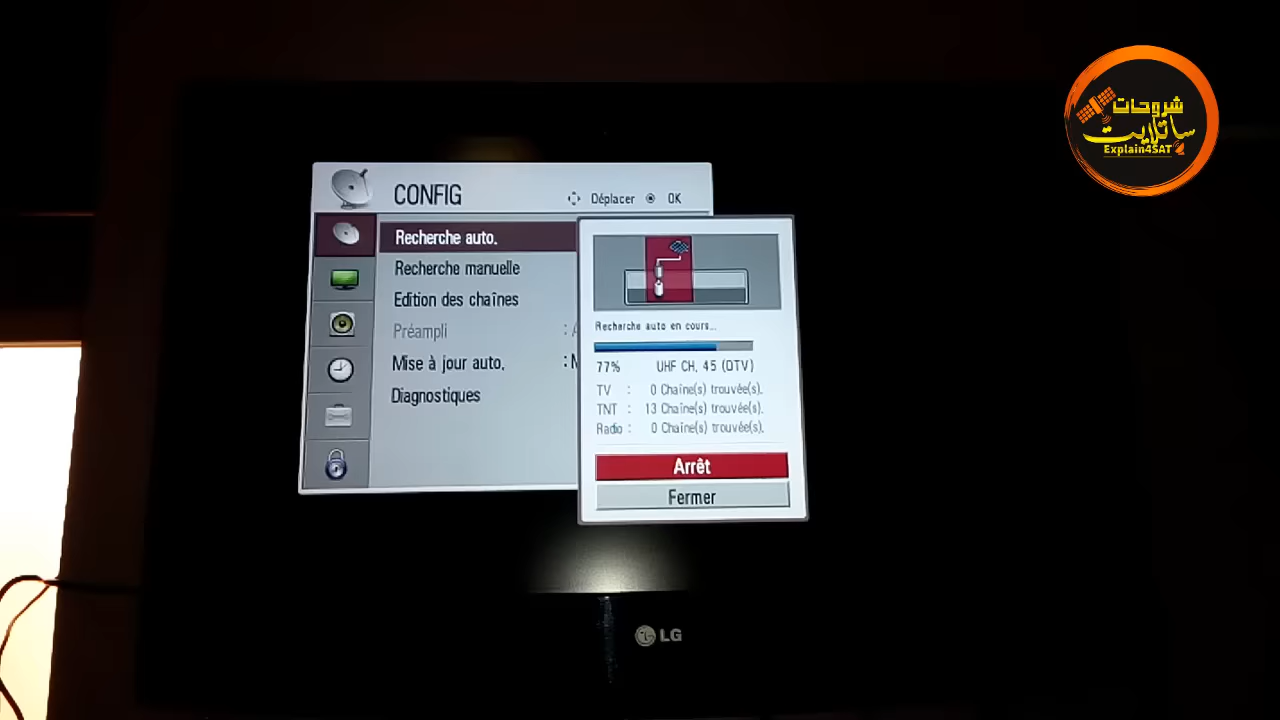 شروحات
ساتلايت
Explain4SAT
CONFIG
Déplacer OK
Recherche auto.
Recherche manuelle
Edition des chaînes
Préampli : A
Mise à jour auto. : N
Diagnostiques
Recherche auto en cours...
77% UHF CH. 45 (DTV)
TV : 0 Chaîne(s) trouvée(s).
TNT : 13 Chaîne(s) trouvée(s).
Radio : 0 Chaîne(s) trouvée(s).
Arrêt
Fermer
LG